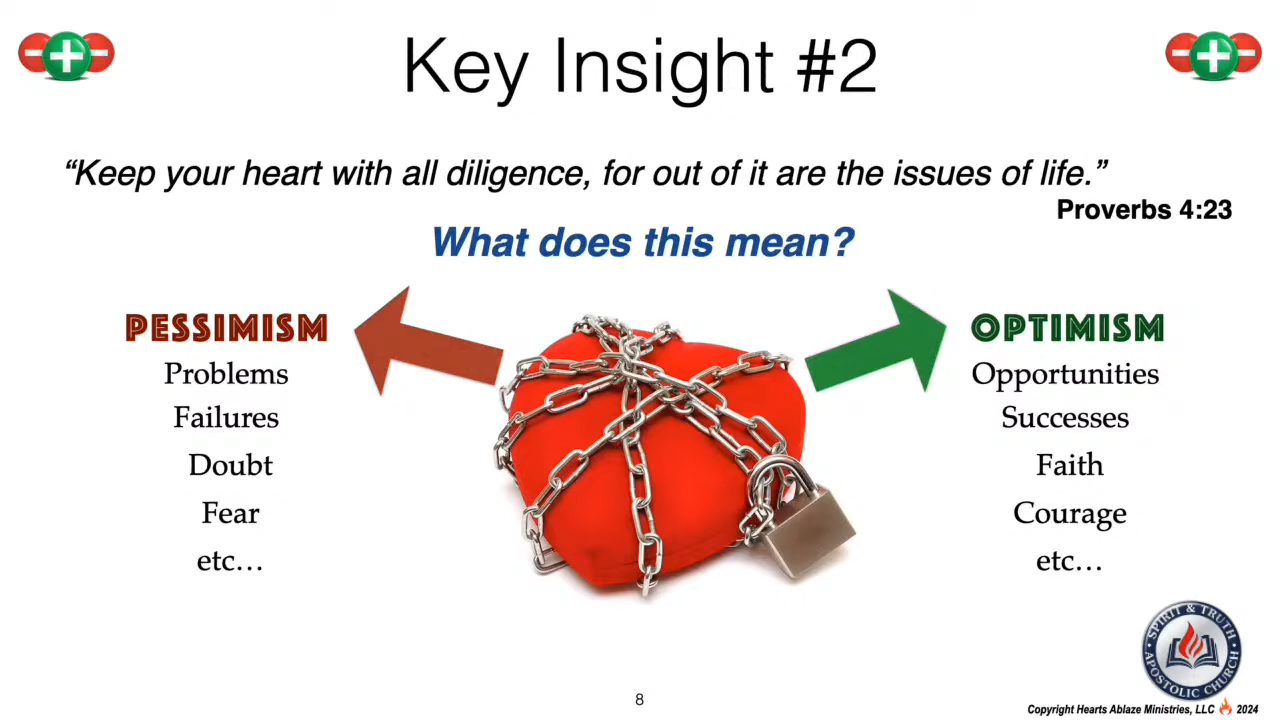 Key Insight #2
“Keep your heart with all diligence, for out of it are the issues of life.”
Proverbs 4:23
What does this mean?
PESSIMISM
Problems
Failures
Doubt
Fear
etc…
OPTIMISM
Opportunities
Successes
Faith
Courage
etc…
SPIRIT & TRUTH
APOSTOLIC CHURCH
8
Copyright Hearts Ablaze Ministries, LLC 2024